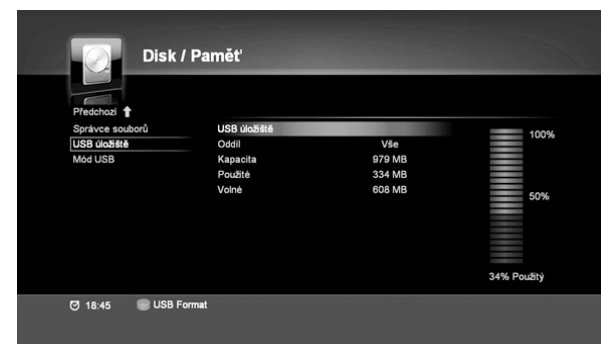 Disk / Paměť
Předchozí
Správce souborů
USB úložiště
Mód USB
USB úložiště
Oddíl Vše
Kapacita 979 MB
Použité 334 MB
Volné 608 MB
100%
50%
34% Použitý
18:45 USB Format